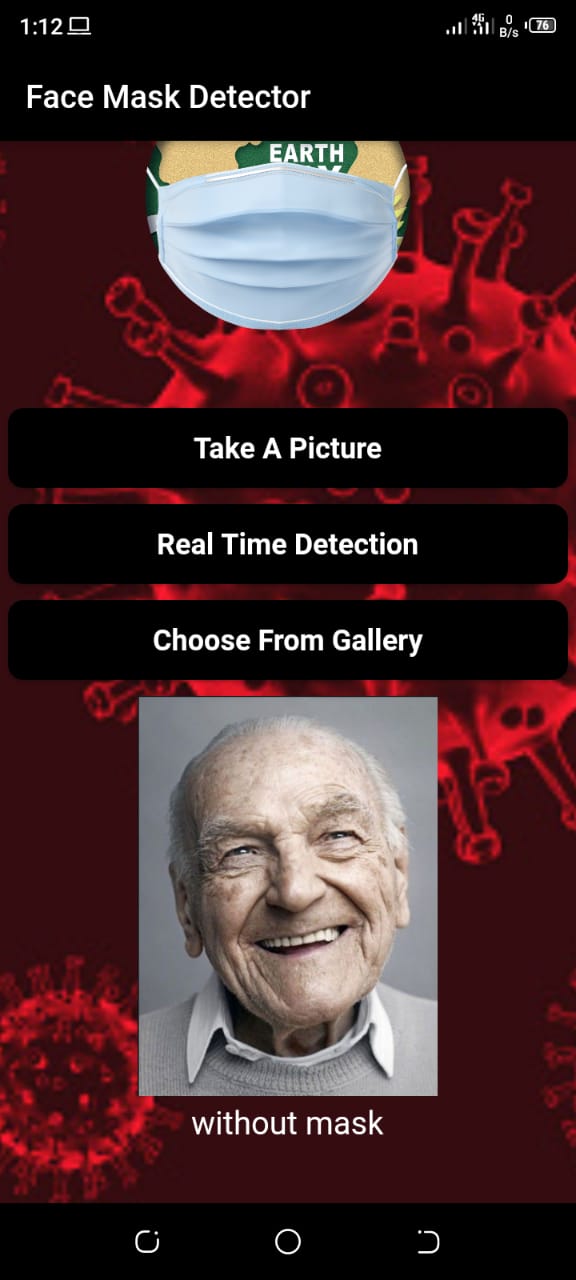 1:12
4G
0
B/s
76
Face Mask Detector
EARTH
Take A Picture
Real Time Detection
Choose From Gallery
without mask